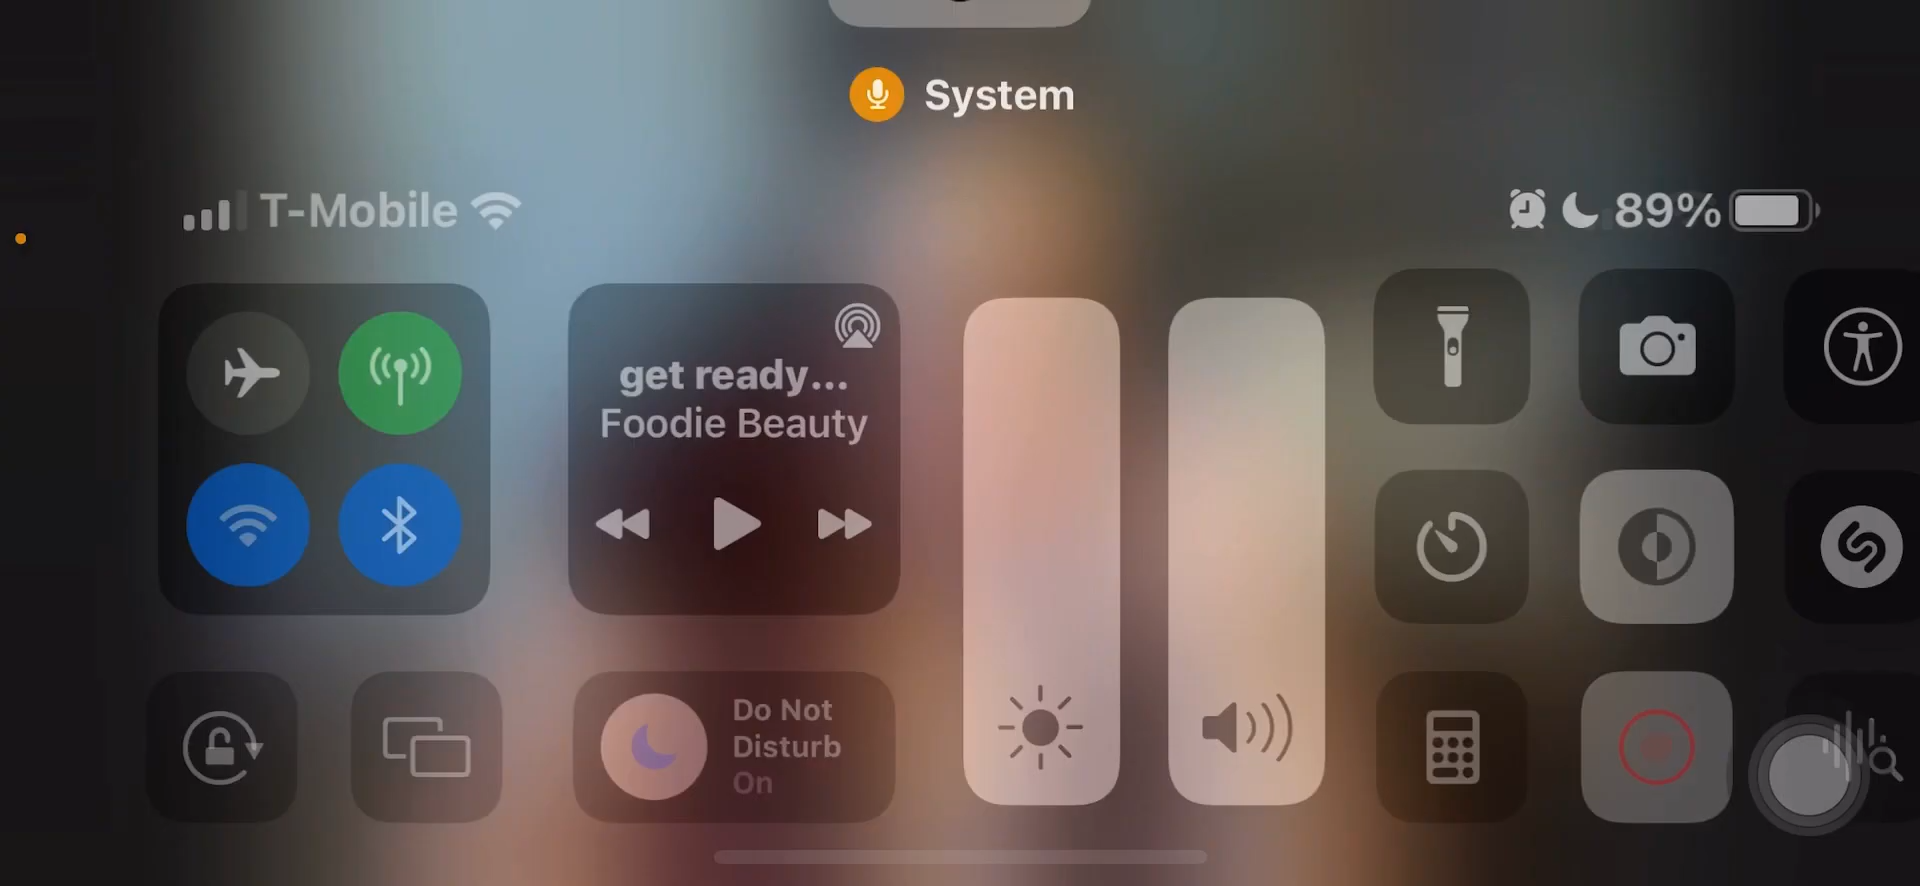 System
T-Mobile
89%
get ready...
Foodie Beauty
Do Not
Disturb
On